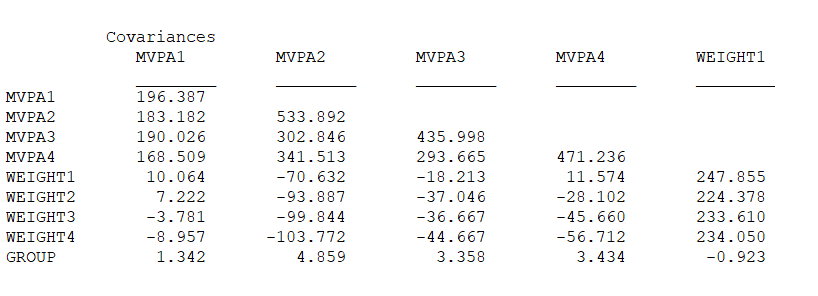 Covariances
MVPA1 MVPA2 MVPA3 MVPA4 WEIGHT1
MVPA1 196.387
MVPA2 183.182 533.892
MVPA3 190.026 302.846 435.998
MVPA4 168.509 341.513 293.665 471.236
WEIGHT1 10.064 -70.632 -18.213 11.574 247.855
WEIGHT2 7.222 -93.887 -37.046 -28.102 224.378
WEIGHT3 -3.781 -99.844 -36.667 -45.660 233.610
WEIGHT4 -8.957 -103.772 -44.667 -56.712 234.050
GROUP 1.342 4.859 3.358 3.434 -0.923